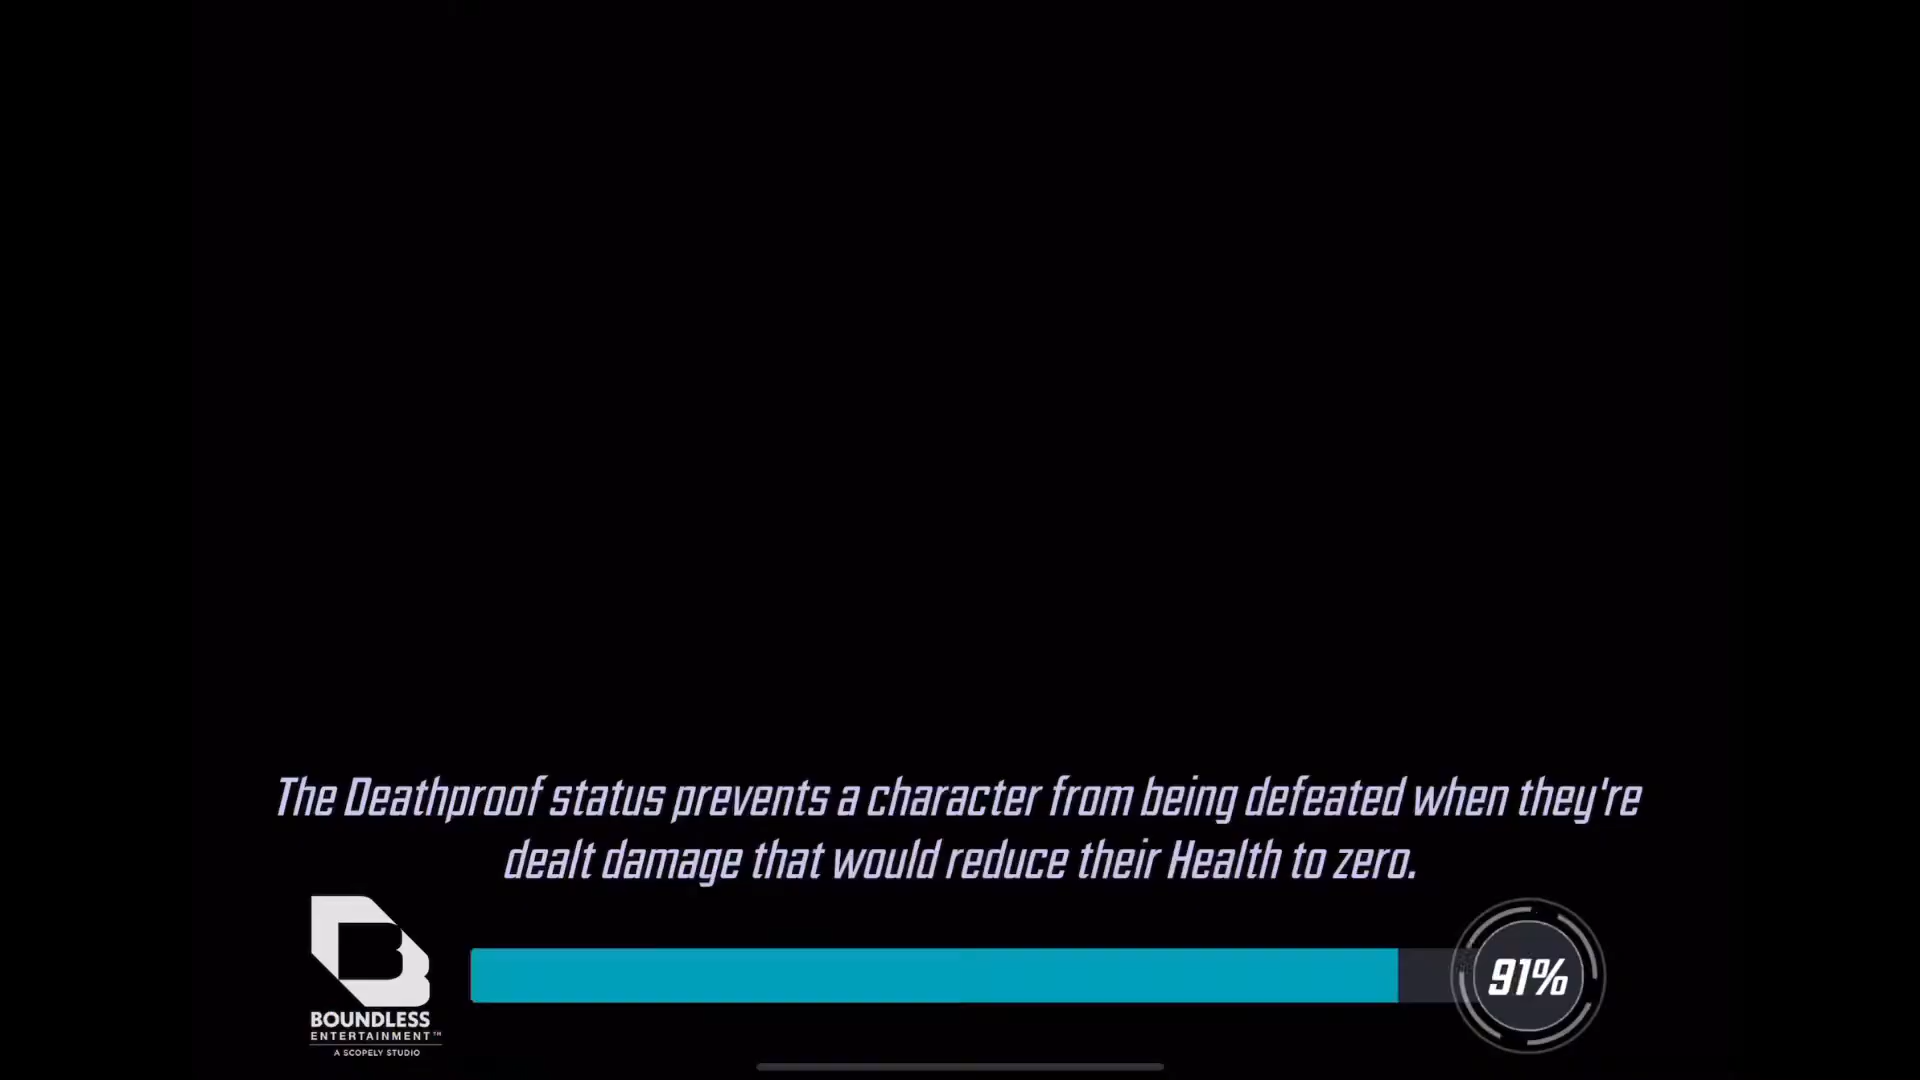 The Deathproof status prevents a character from being defeated when they're
dealt damage that would reduce their Health to zero.
91%
BOUNDLESS
ENTERTAINMENT™
A SCOPELY STUDIO